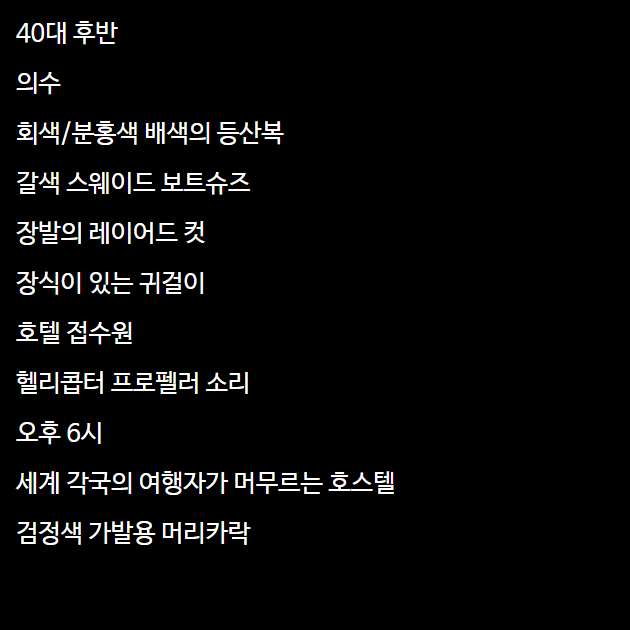 40대 후반
의수
회색/분홍색 배색의 등산복
갈색 스웨이드 보트슈즈
장발의 레이어드 컷
장식이 있는 귀걸이
호텔 접수원
헬리콥터 프로펠러 소리
오후 6시
세계 각국의 여행자가 머무르는 호스텔
검정색 가발용 머리카락